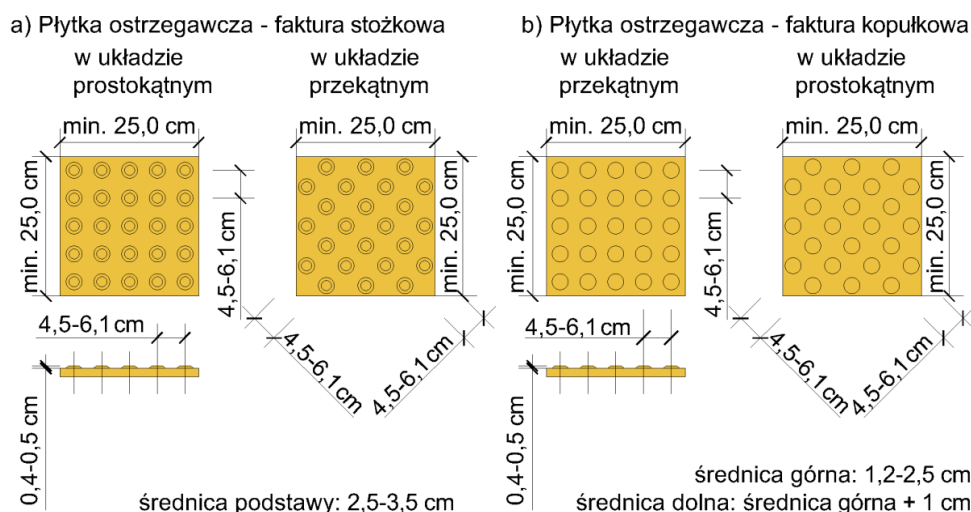 a) Płytka ostrzegawcza - faktura stożkowa
w układzie
prostokątnym
w układzie
przekątnym
min. 25,0 cm
min. 25,0 cm
min. 25,0 cm
4,5-6,1 cm
25,0 cm
4,5-6,1 cm
4,5-6,1 cm
4,5-6,1 cm
0,4-0,5 cm
średnica podstawy: 2,5-3,5 cm
b) Płytka ostrzegawcza - faktura kopułkowa
w układzie
przekątnym
w układzie
prostokątnym
min. 25,0 cm
min. 25,0 cm
min. 25,0 cm
4,5-6,1 cm
25,0 cm
4,5-6,1 cm
4,5-6,1 cm
4,5-6,1 cm
0,4-0,5 cm
średnica górna: 1,2-2,5 cm
średnica dolna: średnica górna + 1 cm